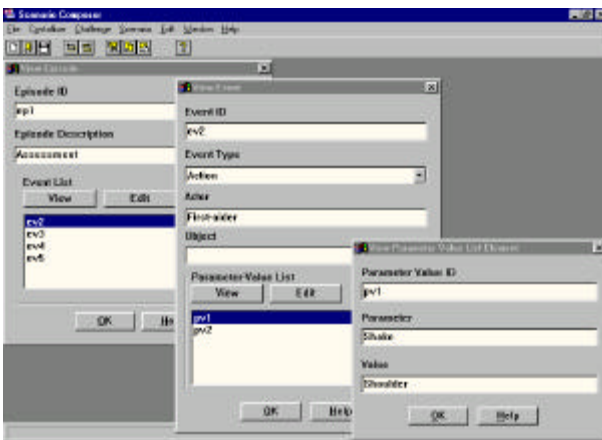 Scenario Composer
File Crystallize Challenge Scenario Edit Window Help
View Episode
Episode ID
ep1
Episode Description
Assessment
Event List
View Edit
ev2
ev3
ev4
ev5
OK He
View Event
Event ID
ev2
Event Type
Action
Actor
First-aider
Object
Parameter-Value List
View Edit
pv1
pv2
OK Help
View Parameter Value List Element
Parameter Value ID
pv1
Parameter
Shake
Value
Shoulder
OK Help